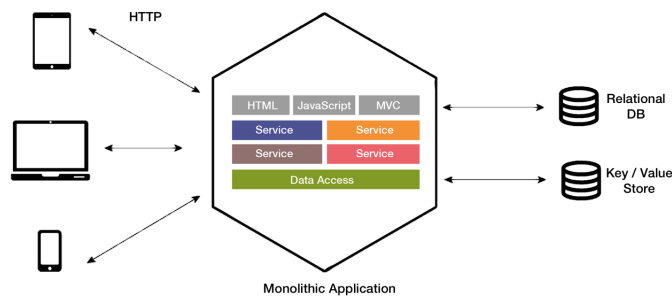 HTTP
HTML JavaScript MVC
Service Service
Service Service
Data Access
Relational
DB
Key / Value
Store
Monolithic Application